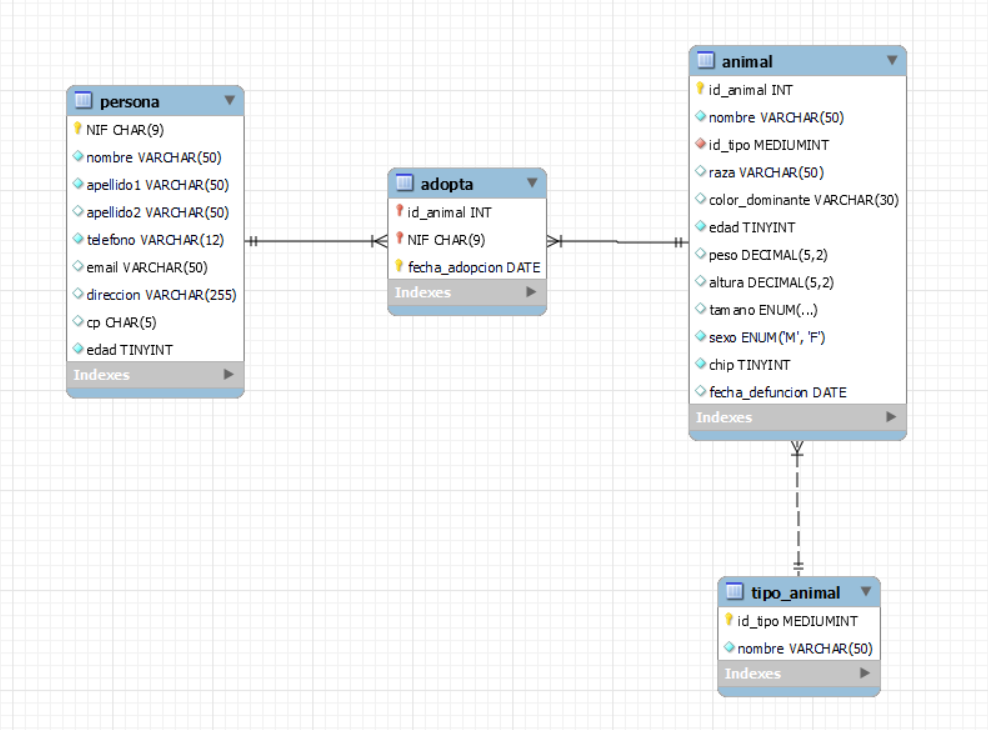 persona
NIF CHAR(9)
nombre VARCHAR(50)
apellido1 VARCHAR(50)
apellido2 VARCHAR(50)
telefono VARCHAR(12)
email VARCHAR(50)
direccion VARCHAR(255)
cp CHAR(5)
edad TINYINT
Indexes
adopta
id_animal INT
NIF CHAR(9)
fecha_adopcion DATE
Indexes
animal
id_animal INT
nombre VARCHAR(50)
id_tipo MEDIUMINT
raza VARCHAR(50)
color_dominante VARCHAR(30)
edad TINYINT
peso DECIMAL(5,2)
altura DECIMAL(5,2)
tamano ENUM(...)
sexo ENUM('M', 'F')
chip TINYINT
fecha_defuncion DATE
Indexes
tipo_animal
id_tipo MEDIUMINT
nombre VARCHAR(50)
Indexes